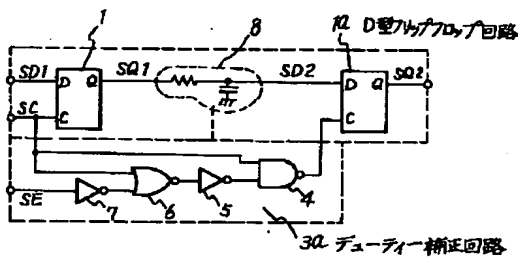 1
8
1a D型フリップフロップ回路
SD1 D Q SQ1 SD2 D Q SQ2
SC C C
4
SE 7 6 5
3a デューティー補正回路